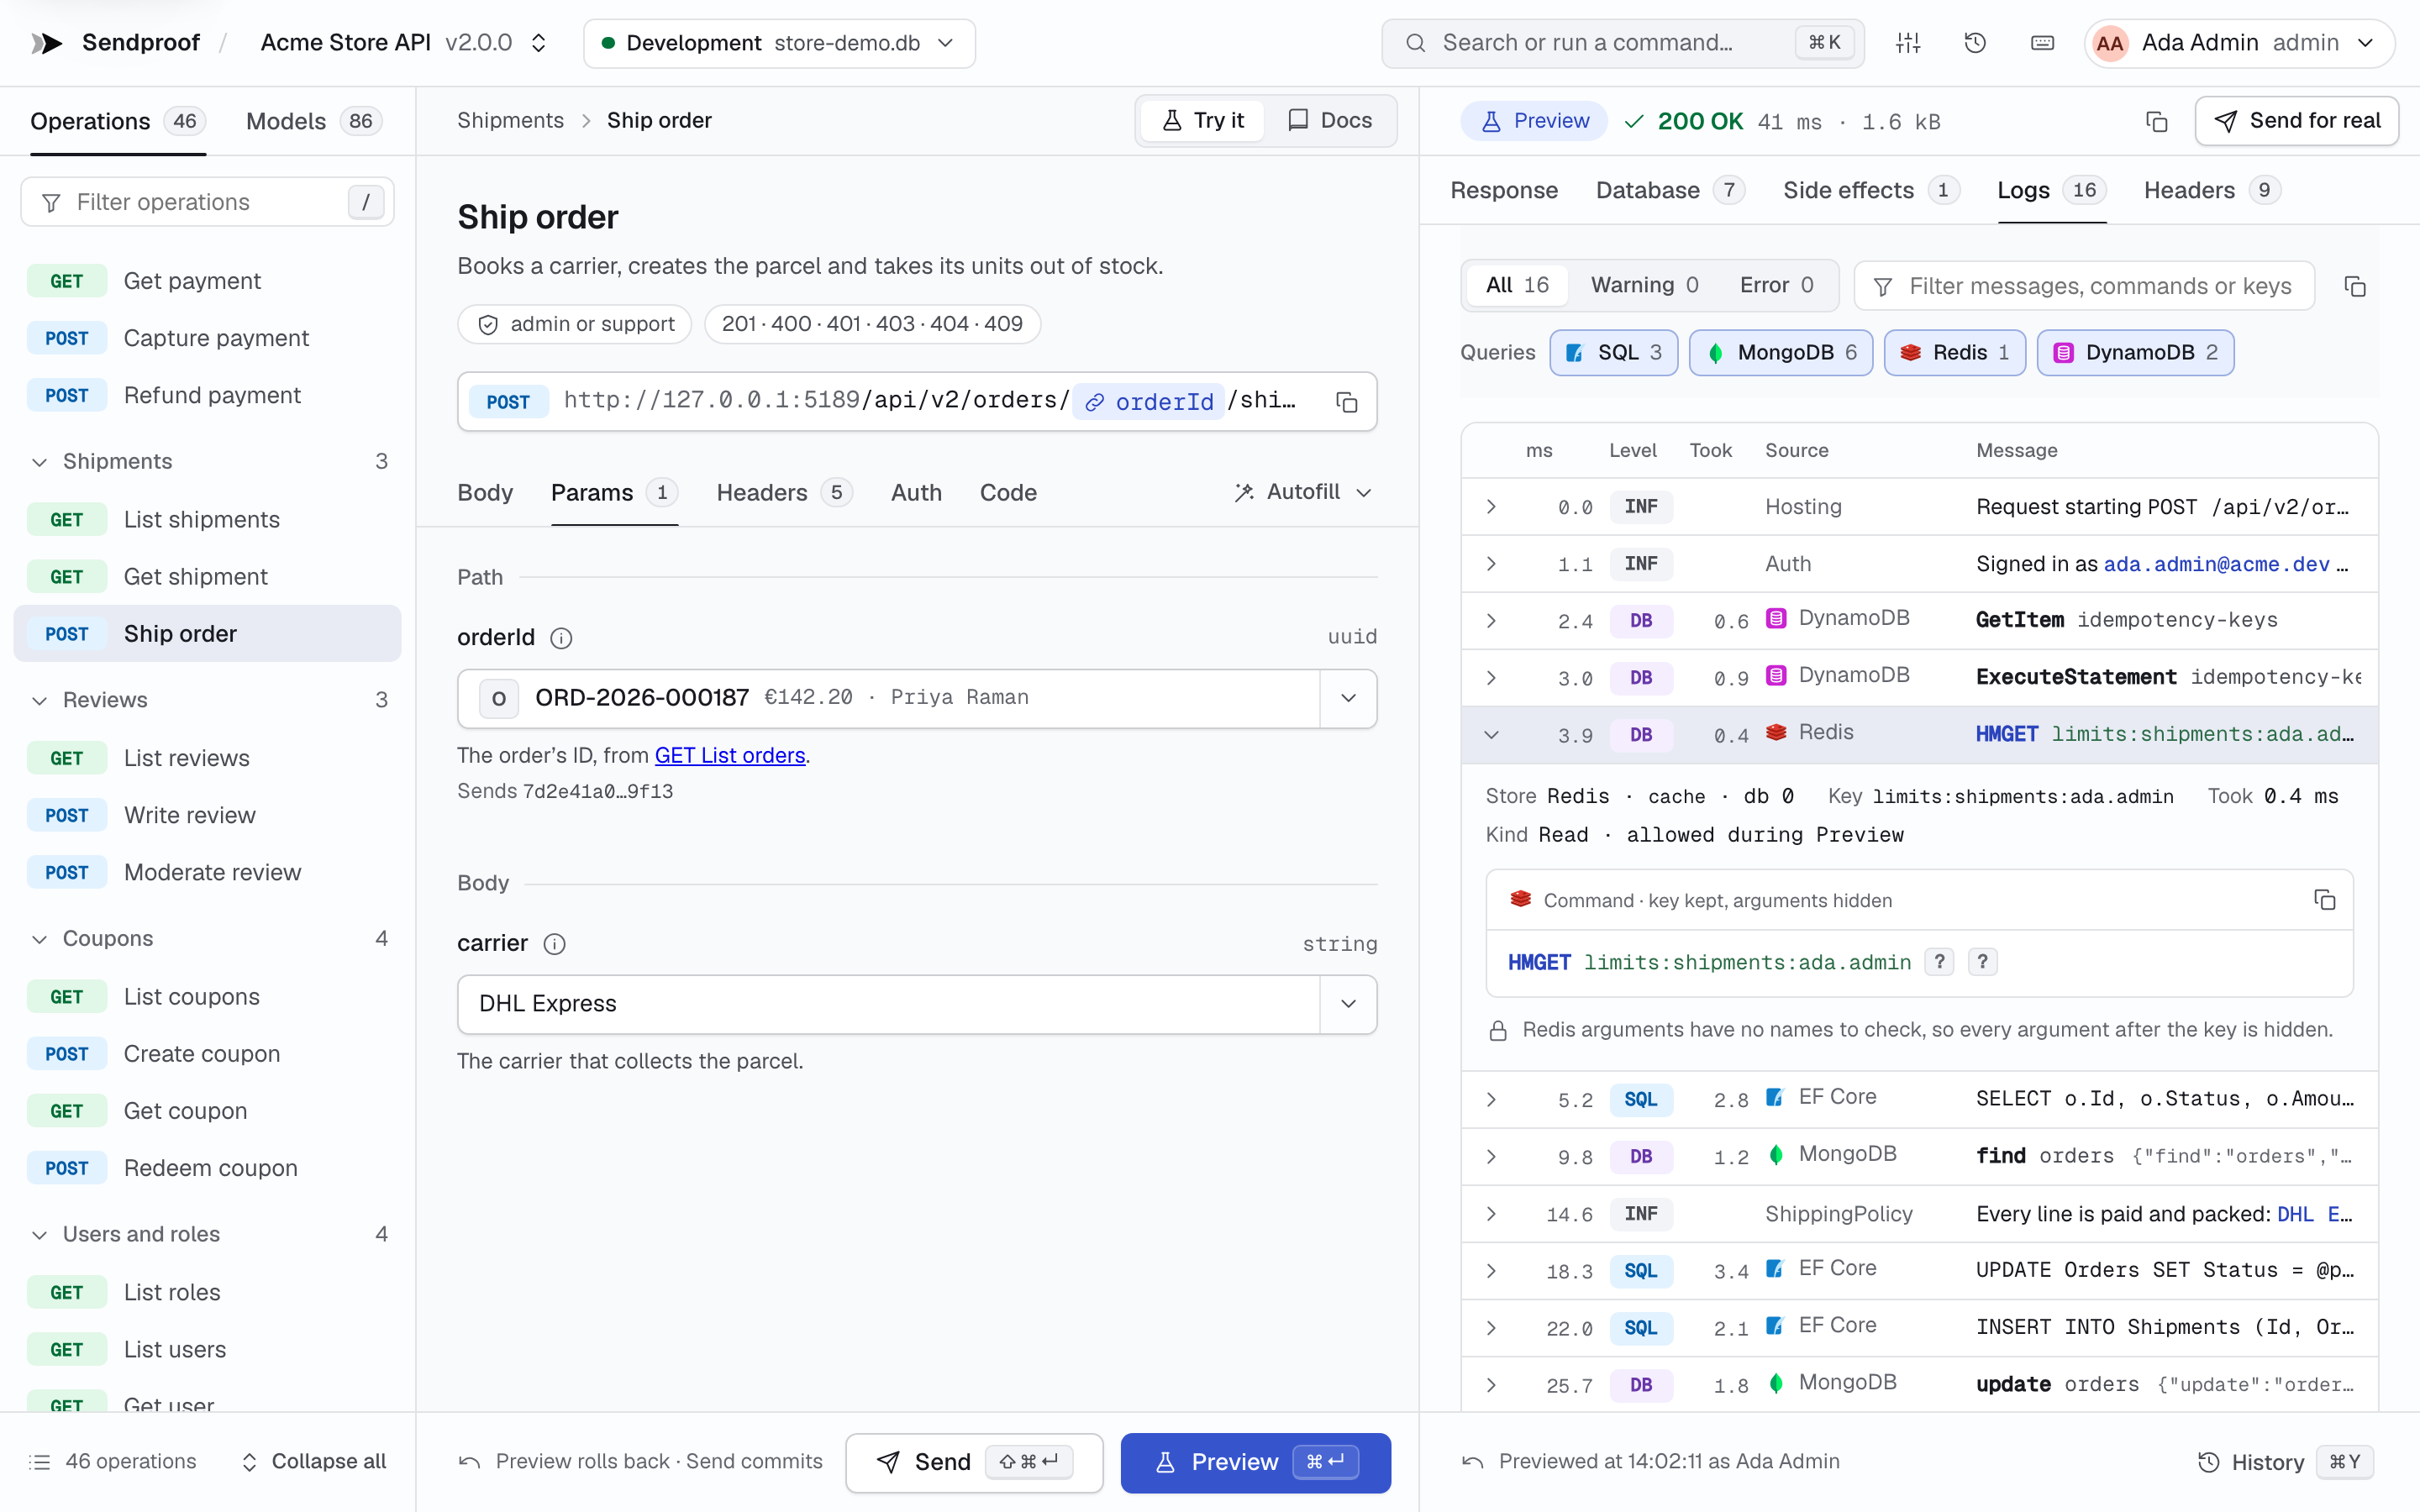 Sendproof / Acme Store API v2.0.0
Development store-demo.db
Search or run a command… ⌘K
AA Ada Admin admin
Operations 46 Models 86
Filter operations /
GET Get payment
POST Capture payment
POST Refund payment
Shipments 3
GET List shipments
GET Get shipment
POST Ship order
Reviews 3
GET List reviews
POST Write review
POST Moderate review
Coupons 4
GET List coupons
POST Create coupon
GET Get coupon
POST Redeem coupon
Users and roles 4
GET List roles
GET List users
GET Get user
46 operations Collapse all
Shipments > Ship order
Try it Docs
Ship order
Books a carrier, creates the parcel and takes its units out of stock.
admin or support 201 · 400 · 401 · 403 · 404 · 409
POST http://127.0.0.1:5189/api/v2/orders/ orderId /shi…
Body Params 1 Headers 5 Auth Code Autofill
Path
orderId uuid
O ORD-2026-000187 €142.20 · Priya Raman
The order’s ID, from GET List orders.
Sends 7d2e41a0…9f13
Body
carrier string
DHL Express
The carrier that collects the parcel.
Preview rolls back · Send commits
Send ⇧⌘↵
Preview ⌘↵
Preview 200 OK 41 ms · 1.6 kB
Send for real
Response Database 7 Side effects 1 Logs 16 Headers 9
All 16 Warning 0 Error 0
Filter messages, commands or keys
Queries SQL 3 MongoDB 6 Redis 1 DynamoDB 2
ms Level Took Source Message
0.0 INF Hosting Request starting POST /api/v2/or…
1.1 INF Auth Signed in as ada.admin@acme.dev …
2.4 DB 0.6 DynamoDB GetItem idempotency-keys
3.0 DB 0.9 DynamoDB ExecuteStatement idempotency-ke
3.9 DB 0.4 Redis HMGET limits:shipments:ada.ad…
Store Redis · cache · db 0 Key limits:shipments:ada.admin Took 0.4 ms
Kind Read · allowed during Preview
Command · key kept, arguments hidden
HMGET limits:shipments:ada.admin ? ?
Redis arguments have no names to check, so every argument after the key is hidden.
5.2 SQL 2.8 EF Core SELECT o.Id, o.Status, o.Amou…
9.8 DB 1.2 MongoDB find orders {"find":"orders","…
14.6 INF ShippingPolicy Every line is paid and packed: DHL E…
18.3 SQL 3.4 EF Core UPDATE Orders SET Status = @p…
22.0 SQL 2.1 EF Core INSERT INTO Shipments (Id, Or…
25.7 DB 1.8 MongoDB update orders {"update":"order…
Previewed at 14:02:11 as Ada Admin
History ⌘Y